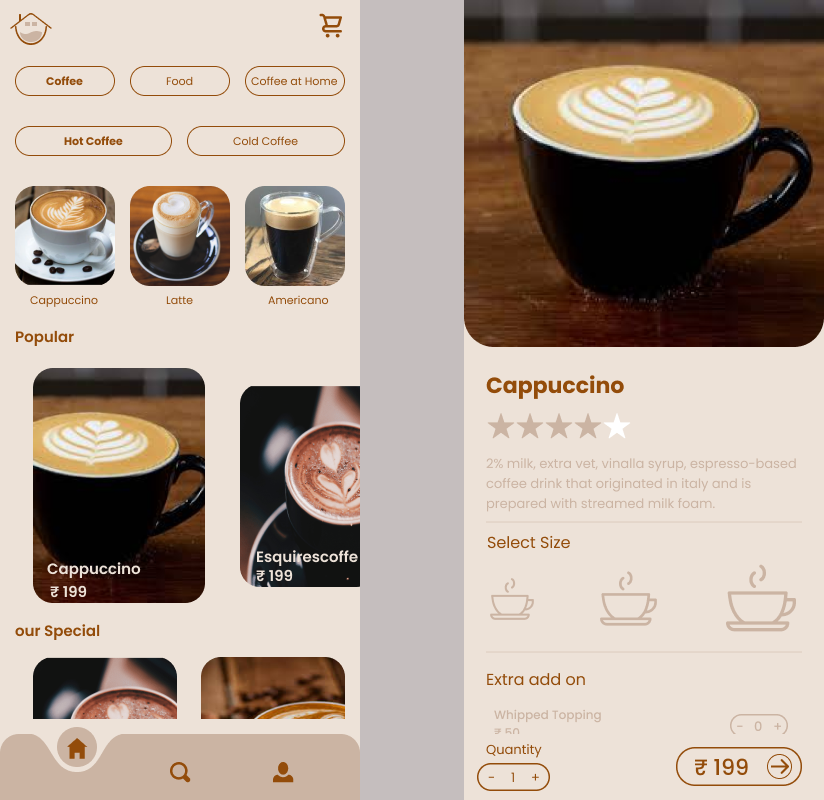 Coffee
Food
Coffee at Home
Hot Coffee
Cold Coffee
Cappuccino
Latte
Americano
Popular
Cappuccino
₹ 199
Esquirescoffe
₹ 199
our Special
Cappuccino
2% milk, extra vet, vinalla syrup, espresso-based
coffee drink that originated in italy and is
prepared with streamed milk foam.
Select Size
Extra add on
Whipped Topping
₹ 50
- 0 +
Quantity
- 1 +
₹ 199